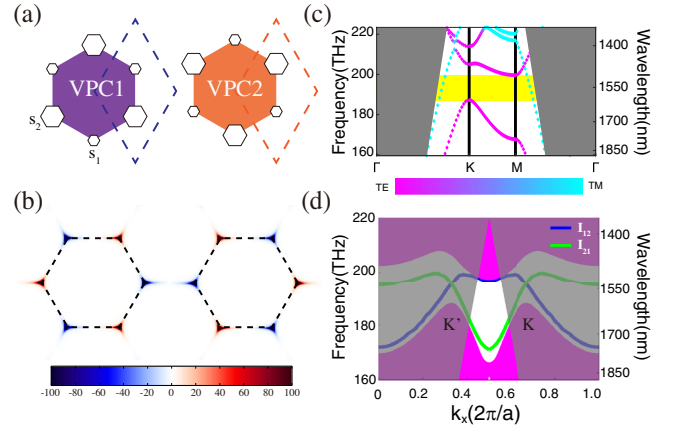 (a)
VPC1
VPC2
s₂
s₁
(b)
-100 -80 -60 -40 -20 0 20 40 60 80 100
(c)
Frequency(THz)
220
200
180
160
1400
1550
1700
1850
Wavelength(nm)
Γ K M Γ
TE TM
(d)
Frequency(THz)
220
200
180
160
I₁₂
I₂₁
K' K
1400
1550
1700
1850
Wavelength(nm)
0 0.2 0.4 0.6 0.8 1.0
kₓ(2π/a)